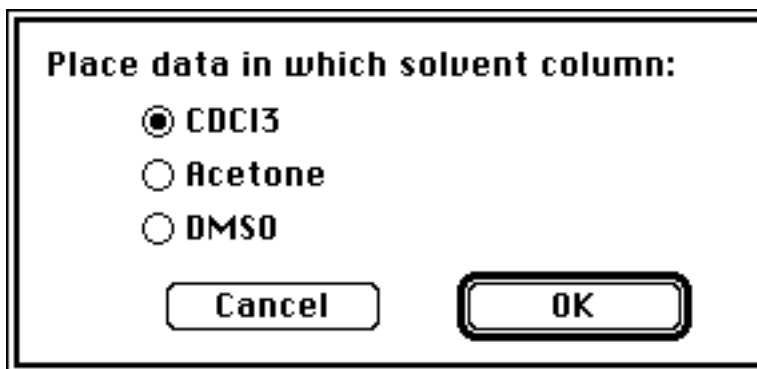 Place data in which solvent column:
CDCl3
Acetone
DMSO
Cancel OK